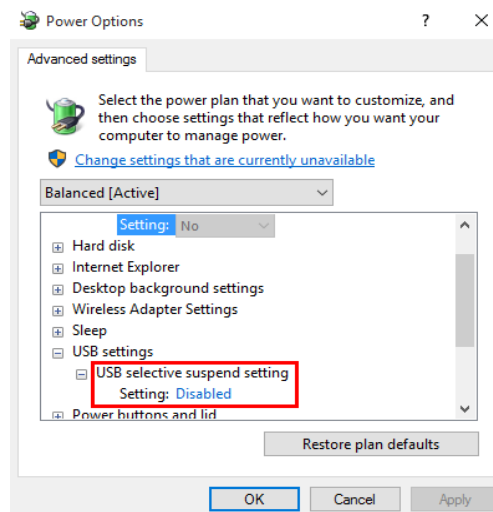 Power Options
?
Advanced settings
Select the power plan that you want to customize, and
then choose settings that reflect how you want your
computer to manage power.
Change settings that are currently unavailable
Balanced [Active]
Setting: No
Hard disk
Internet Explorer
Desktop background settings
Wireless Adapter Settings
Sleep
USB settings
USB selective suspend setting
Setting: Disabled
Power buttons and lid
Restore plan defaults
OK Cancel Apply